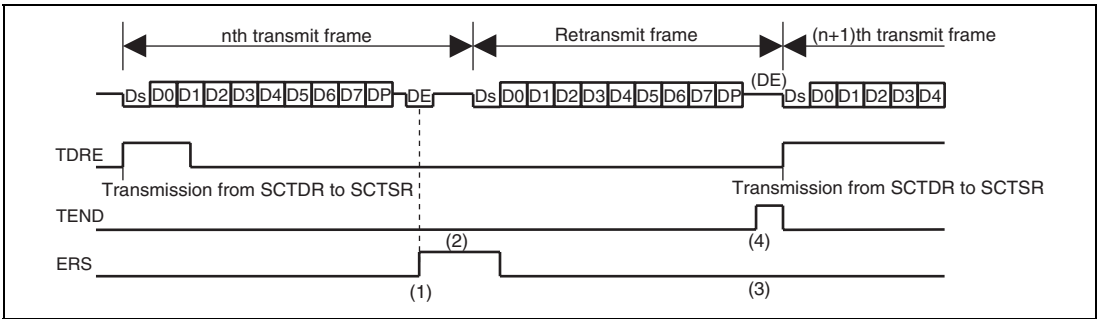 nth transmit frame Retransmit frame (n+1)th transmit frame
(DE)
Ds D0 D1 D2 D3 D4 D5 D6 D7 DP DE Ds D0 D1 D2 D3 D4 D5 D6 D7 DP Ds D0 D1 D2 D3 D4
TDRE
Transmission from SCTDR to SCTSR Transmission from SCTDR to SCTSR
TEND
(2) (4)
ERS
(1) (3)